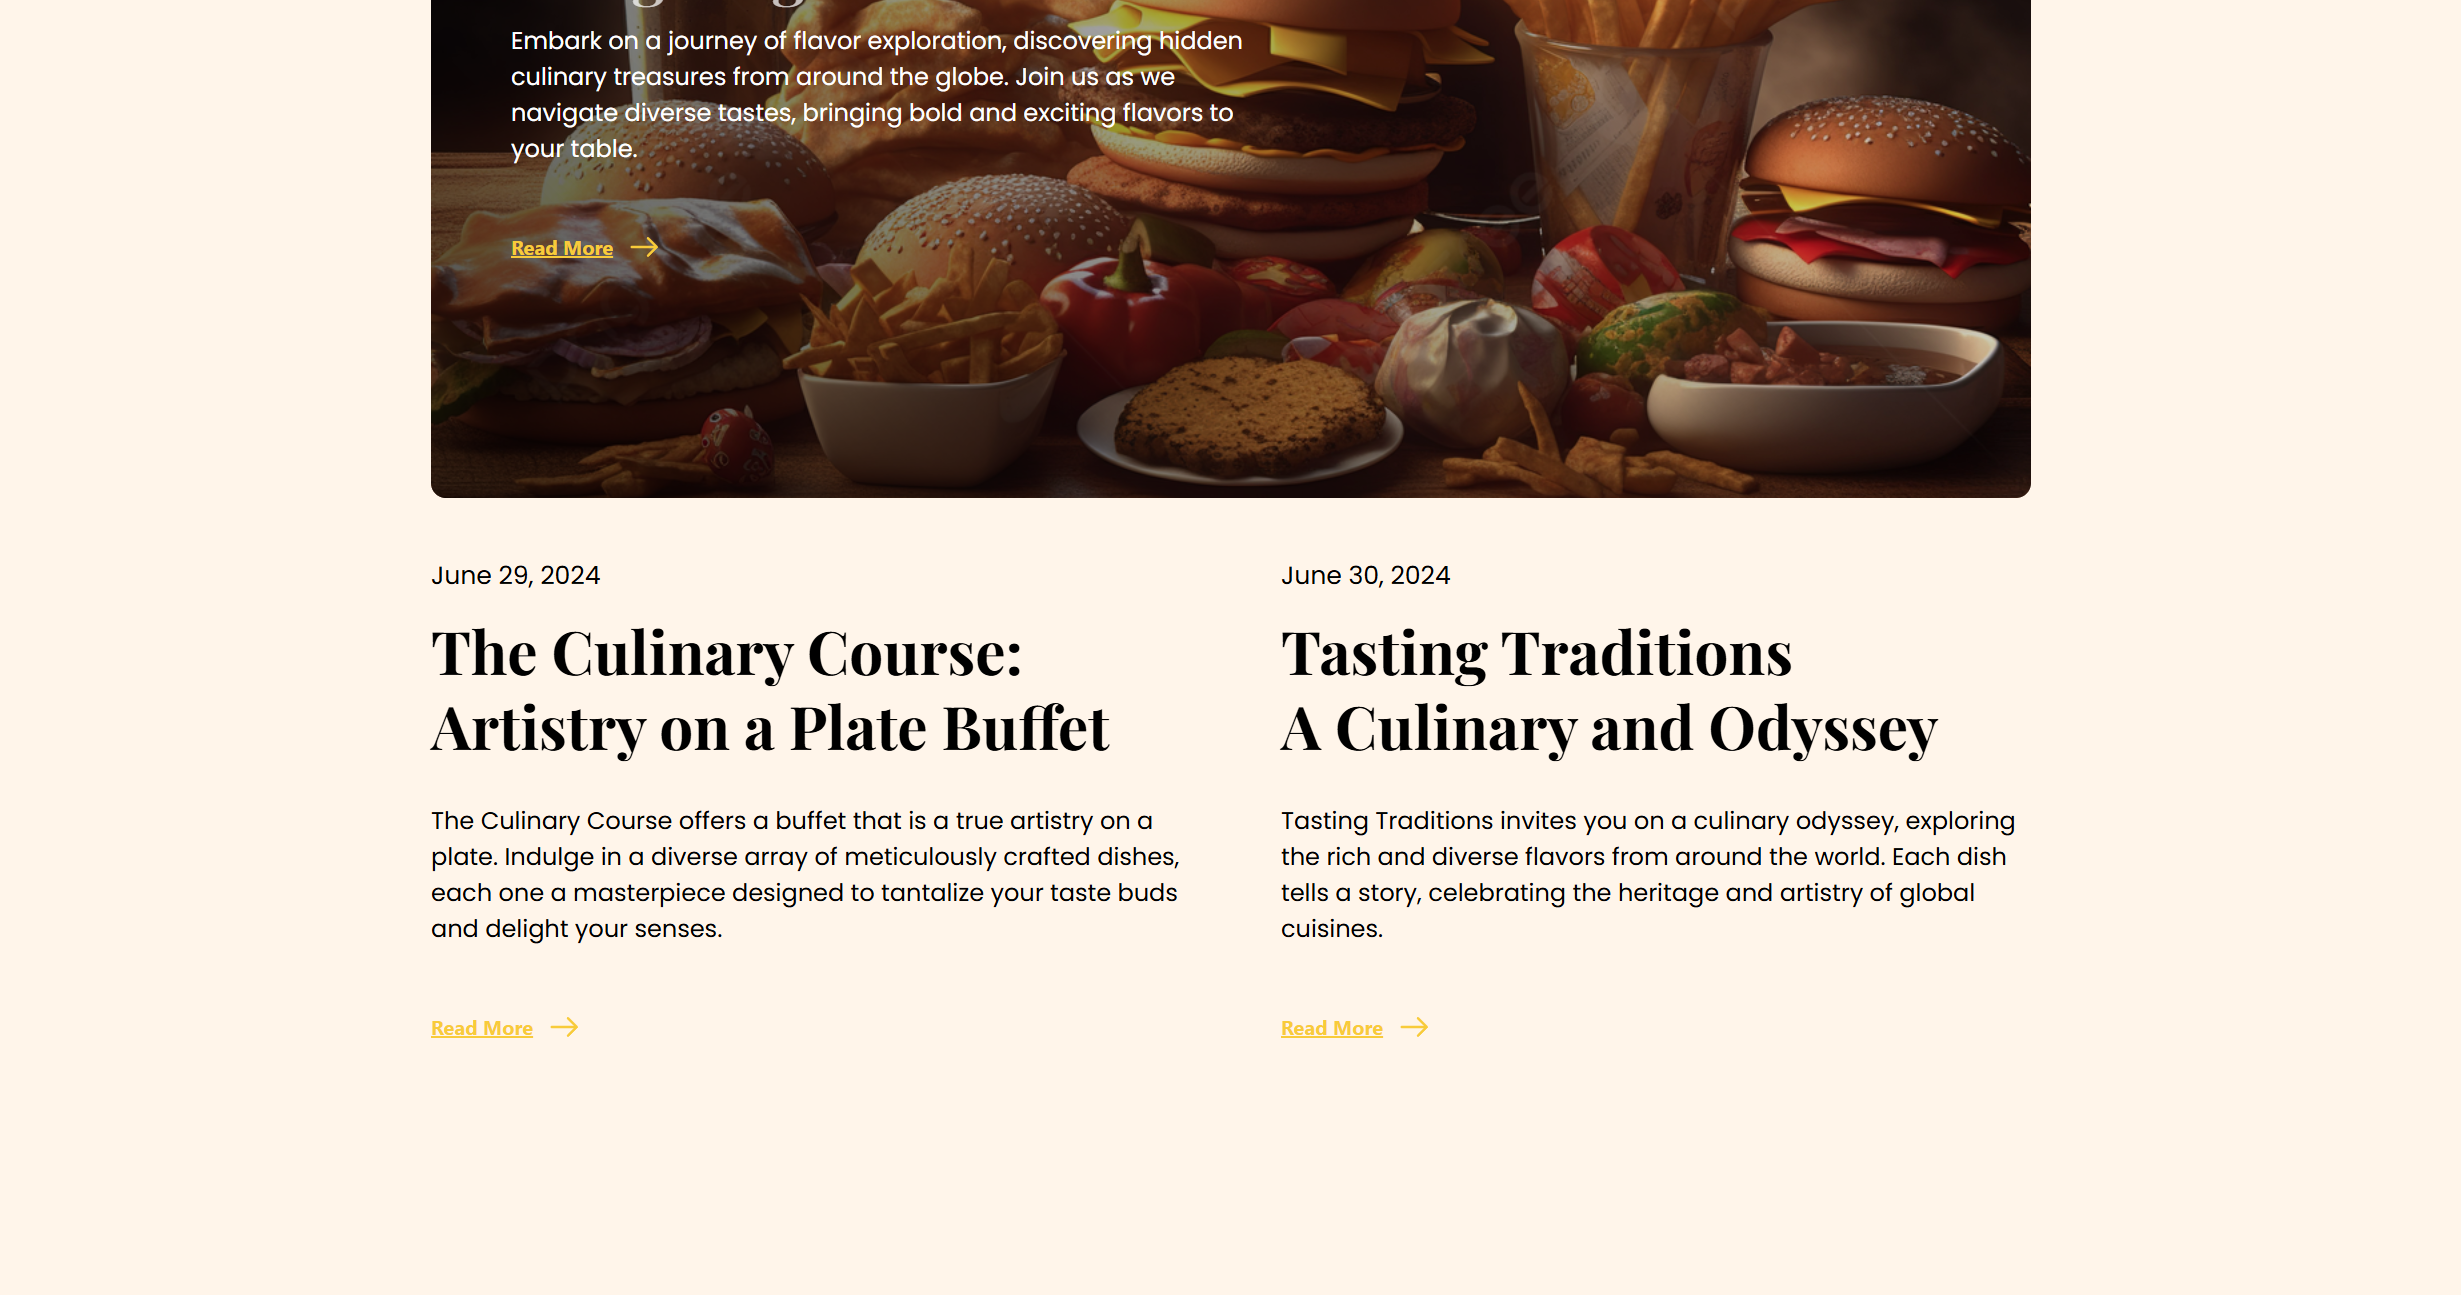 Embark on a journey of flavor exploration, discovering hidden
culinary treasures from around the globe. Join us as we
navigate diverse tastes, bringing bold and exciting flavors to
your table.
Read More
June 29, 2024
The Culinary Course:
Artistry on a Plate Buffet
The Culinary Course offers a buffet that is a true artistry on a
plate. Indulge in a diverse array of meticulously crafted dishes,
each one a masterpiece designed to tantalize your taste buds
and delight your senses.
Read More
June 30, 2024
Tasting Traditions
A Culinary and Odyssey
Tasting Traditions invites you on a culinary odyssey, exploring
the rich and diverse flavors from around the world. Each dish
tells a story, celebrating the heritage and artistry of global
cuisines.
Read More